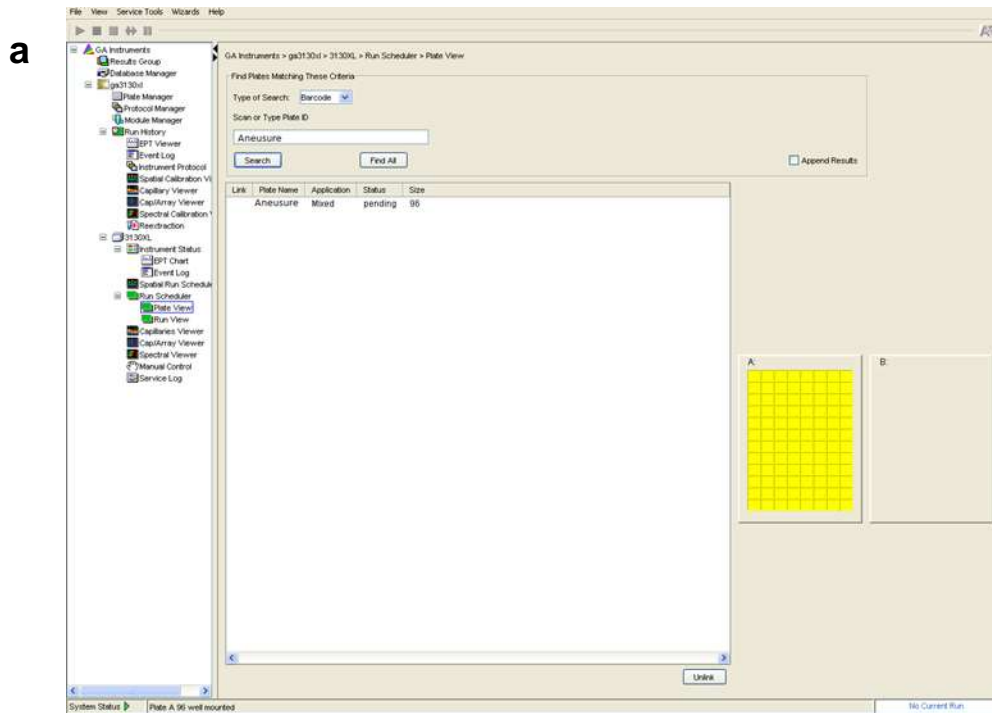 File View Service Tools Wizards Help
a
GA Instruments
Results Group
Database Manager
ga3130xl
Plate Manager
Protocol Manager
Module Manager
Run History
EPT Viewer
Event Log
Instrument Protocol
Spatial Calibration Vi
Capillary Viewer
Cap/Array Viewer
Spectral Calibration V
Reextraction
3130XL
Instrument Status
EPT Chart
Event Log
Spatial Run Schedule
Run Scheduler
Plate View
Run View
Capillaries Viewer
Cap/Array Viewer
Spectral Viewer
Manual Control
Service Log
GA Instruments > ga3130xl > 3130XL > Run Scheduler > Plate View
Find Plates Matching These Criteria
Type of Search: Barcode
Scan or Type Plate ID
Aneusure
Search Find All Append Results
Link Plate Name Application Status Size
Aneusure Mixed pending 96
A: B:
Unlink
System Status Plate A 96 well mounted No Current Run